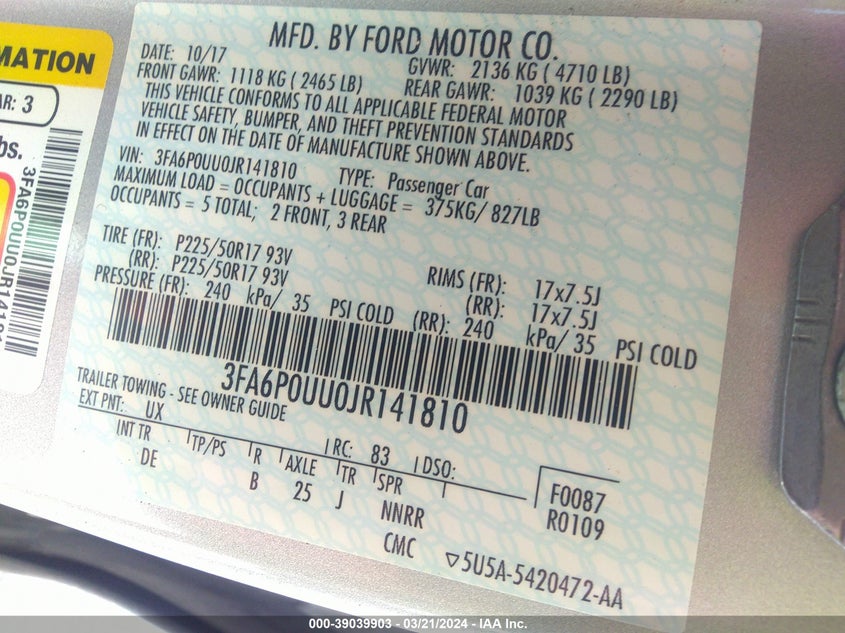 MFD. BY FORD MOTOR CO.
DATE: 10/17
GVWR: 2136 KG ( 4710 LB)
FRONT GAWR: 1118 KG ( 2465 LB)
REAR GAWR: 1039 KG ( 2290 LB)
THIS VEHICLE CONFORMS TO ALL APPLICABLE FEDERAL MOTOR
VEHICLE SAFETY, BUMPER, AND THEFT PREVENTION STANDARDS
IN EFFECT ON THE DATE OF MANUFACTURE SHOWN ABOVE.
VIN: 3FA6P0UU0JR141810 TYPE: Passenger Car
MAXIMUM LOAD = OCCUPANTS + LUGGAGE = 375KG/ 827LB
OCCUPANTS = 5 TOTAL; 2 FRONT, 3 REAR
TIRE (FR): P225/50R17 93V RIMS (FR): 17x7.5J
(RR): P225/50R17 93V (RR): 17x7.5J
PRESSURE (FR): 240 kPa/ 35 PSI COLD (RR): 240 kPa/ 35 PSI COLD
3FA6P0UU0JR141810
TRAILER TOWING - SEE OWNER GUIDE
EXT PNT: UX RC: 83 DSO:
INT TR TP/PS R AXLE TR SPR
DE B 25 J NNRR
CMC
F0087
R0109
5U5A-5420472-AA
MATION
AR: 3
bs.
3FA6P0UU0JR14181
000-39039903 - 03/21/2024 - IAA Inc.